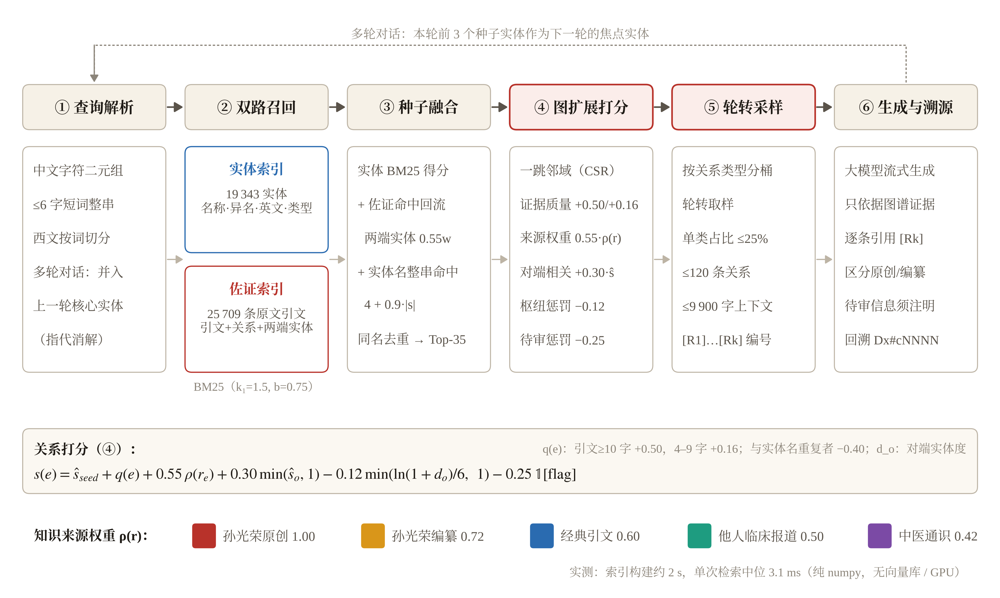 多轮对话：本轮前 3 个种子实体作为下一轮的焦点实体
① 查询解析
② 双路召回
③ 种子融合
④ 图扩展打分
⑤ 轮转采样
⑥ 生成与溯源
中文字符二元组
≤6 字短词整串
西文按词切分
多轮对话：并入
上一轮核心实体
（指代消解）
实体索引
19 343 实体
名称·异名·英文·类型
佐证索引
25 709 条原文引文
引文+关系+两端实体
BM25（k₁=1.5, b=0.75）
实体 BM25 得分
+ 佐证命中回流
两端实体 0.55w
+ 实体名整串命中
4 + 0.9·|s|
同名去重 → Top-35
一跳邻域（CSR）
证据质量 +0.50/+0.16
来源权重 0.55·ρ(r)
对端相关 +0.30·ŝ
枢纽惩罚 −0.12
待审惩罚 −0.25
按关系类型分桶
轮转取样
单类占比 ≤25%
≤120 条关系
≤9 900 字上下文
[R1]…[Rk] 编号
大模型流式生成
只依据图谱证据
逐条引用 [Rk]
区分原创/编纂
待审信息须注明
回溯 Dx#cNNNN
关系打分（④）：
q(e)：引文≥10 字 +0.50，4–9 字 +0.16；与实体名重复者 −0.40；d_o：对端实体度
s(e) = ŝ_seed + q(e) + 0.55 ρ(r_e) + 0.30 min(ŝ_o, 1) − 0.12 min(ln(1 + d_o)/6, 1) − 0.25 𝟙[flag]
知识来源权重 ρ(r)：
孙光荣原创 1.00
孙光荣编纂 0.72
经典引文 0.60
他人临床报道 0.50
中医通识 0.42
实测：索引构建约 2 s，单次检索中位 3.1 ms（纯 numpy，无向量库 / GPU）